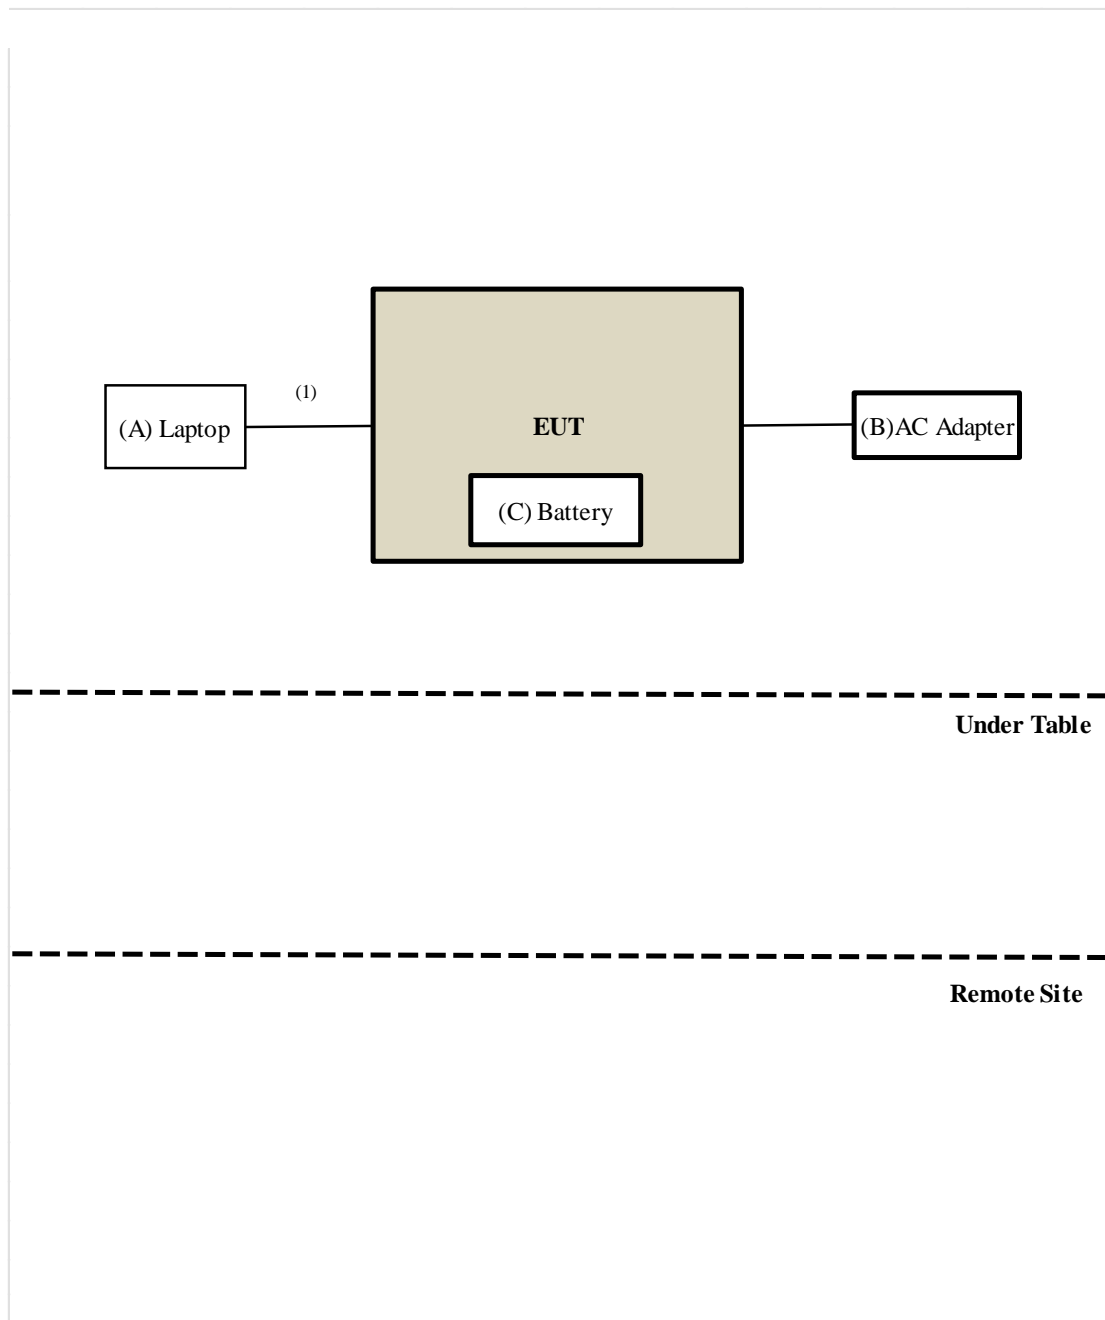 (1)
(A) Laptop
EUT
(B)AC Adapter
(C) Battery
Under Table
Remote Site